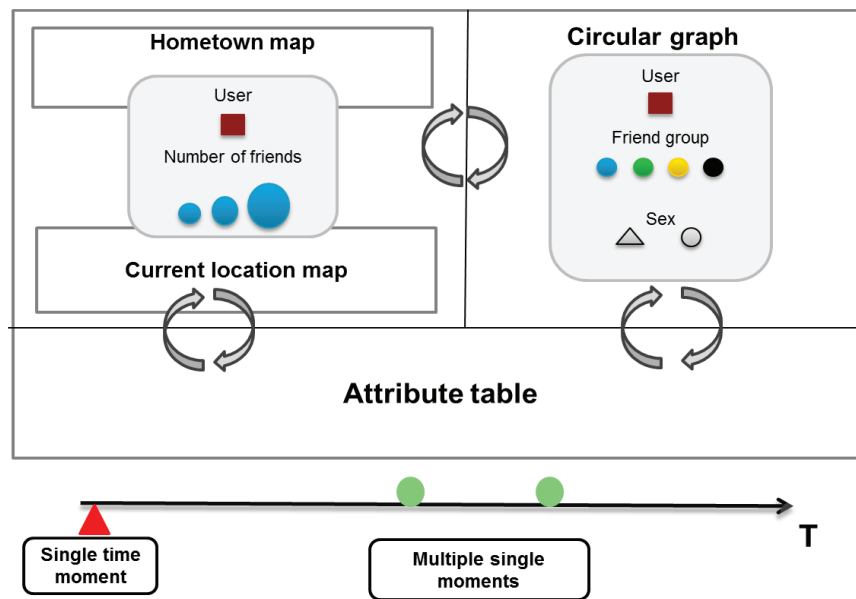 Hometown map
User
Number of friends
Current location map
Circular graph
User
Friend group
Sex
Attribute table
Single time
moment
Multiple single
moments
T